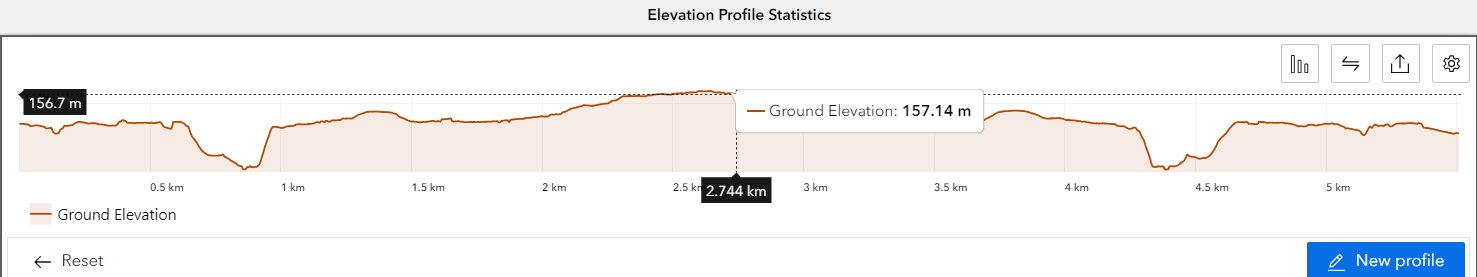 Elevation Profile Statistics
156.7 m
Ground Elevation: 157.14 m
0.5 km
1 km
1.5 km
2 km
2.5 k
2.744 km
3 km
3.5 km
4 km
4.5 km
5 km
Ground Elevation
Reset
New profile